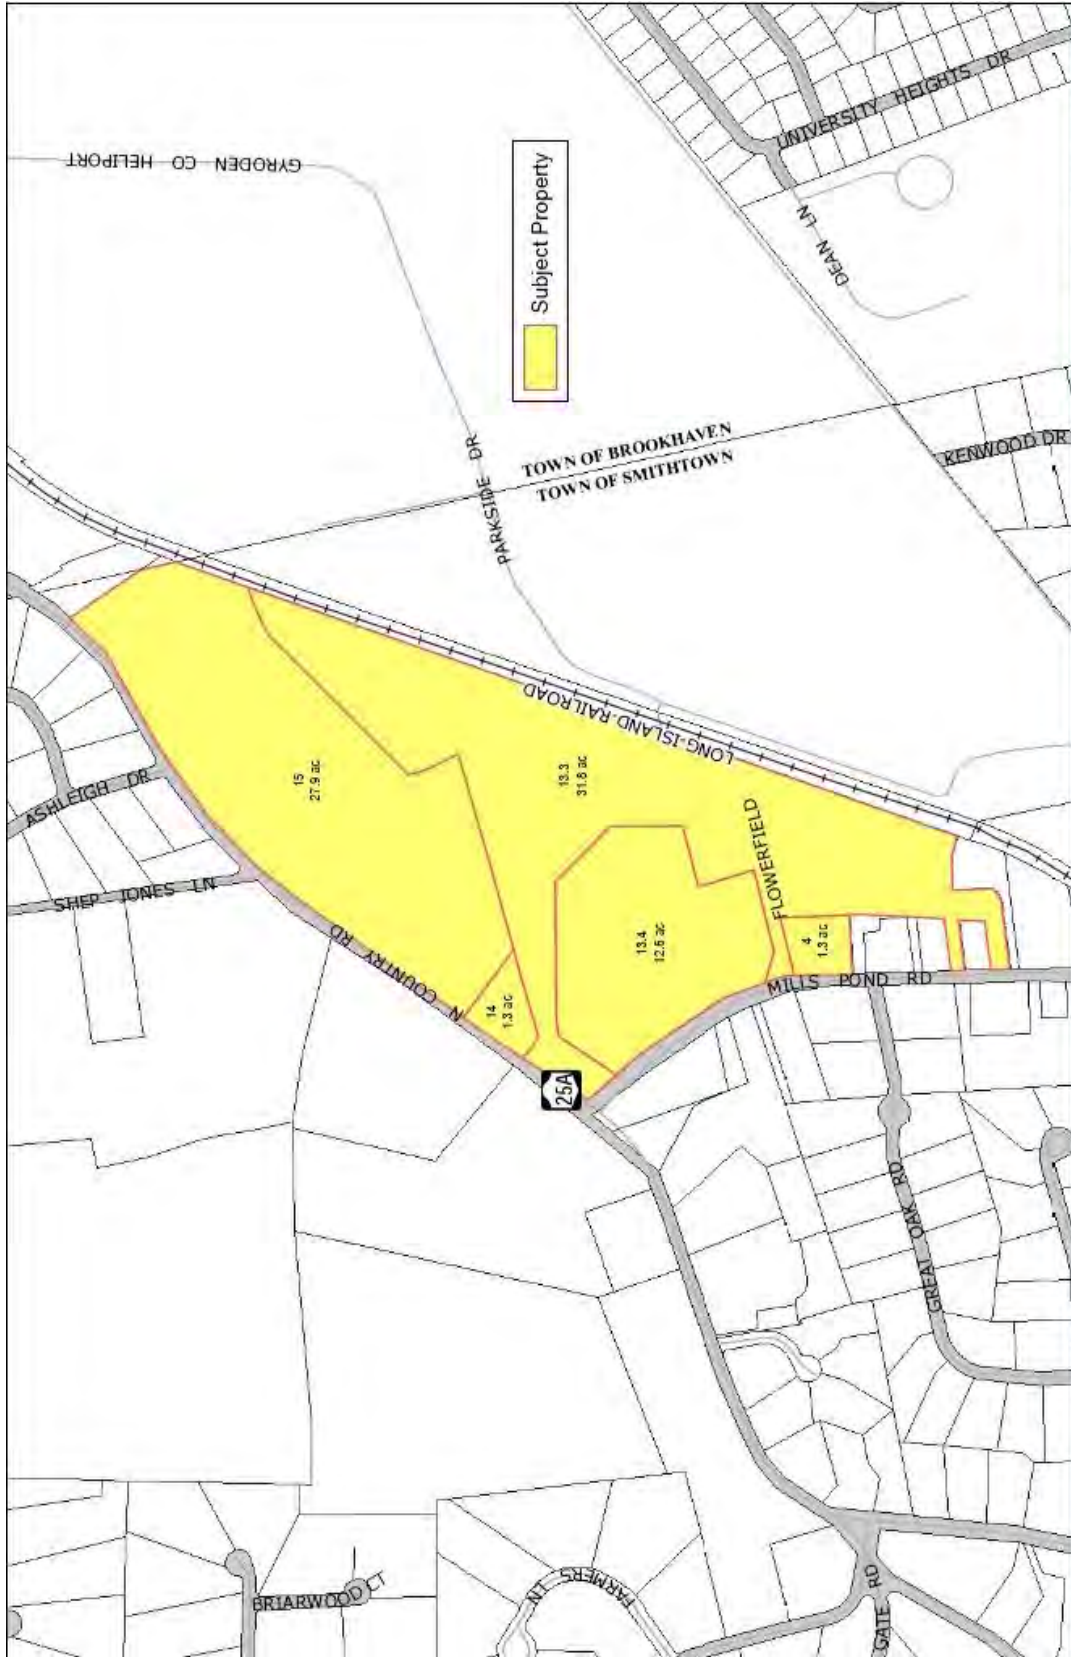 GYRODEN CO HELIPORT
UNIVERSITY HEIGHTS DR
Subject Property
DEAN LN
PARKSIDE DR
TOWN OF BROOKHAVEN
TOWN OF SMITHTOWN
KENWOOD DR
LONG ISLAND RAILROAD
ASHLEIGH DR
SHEP JONES LN
15
27.9 ac
13.3
31.8 ac
FLOWERFIELD
N COUNTRY RD
14
1.3 ac
13.4
12.6 ac
4
1.3 ac
MILLS POND RD
25A
GREAT OAK RD
BRIARWOOD CT
FARMERS LN
GATE RD